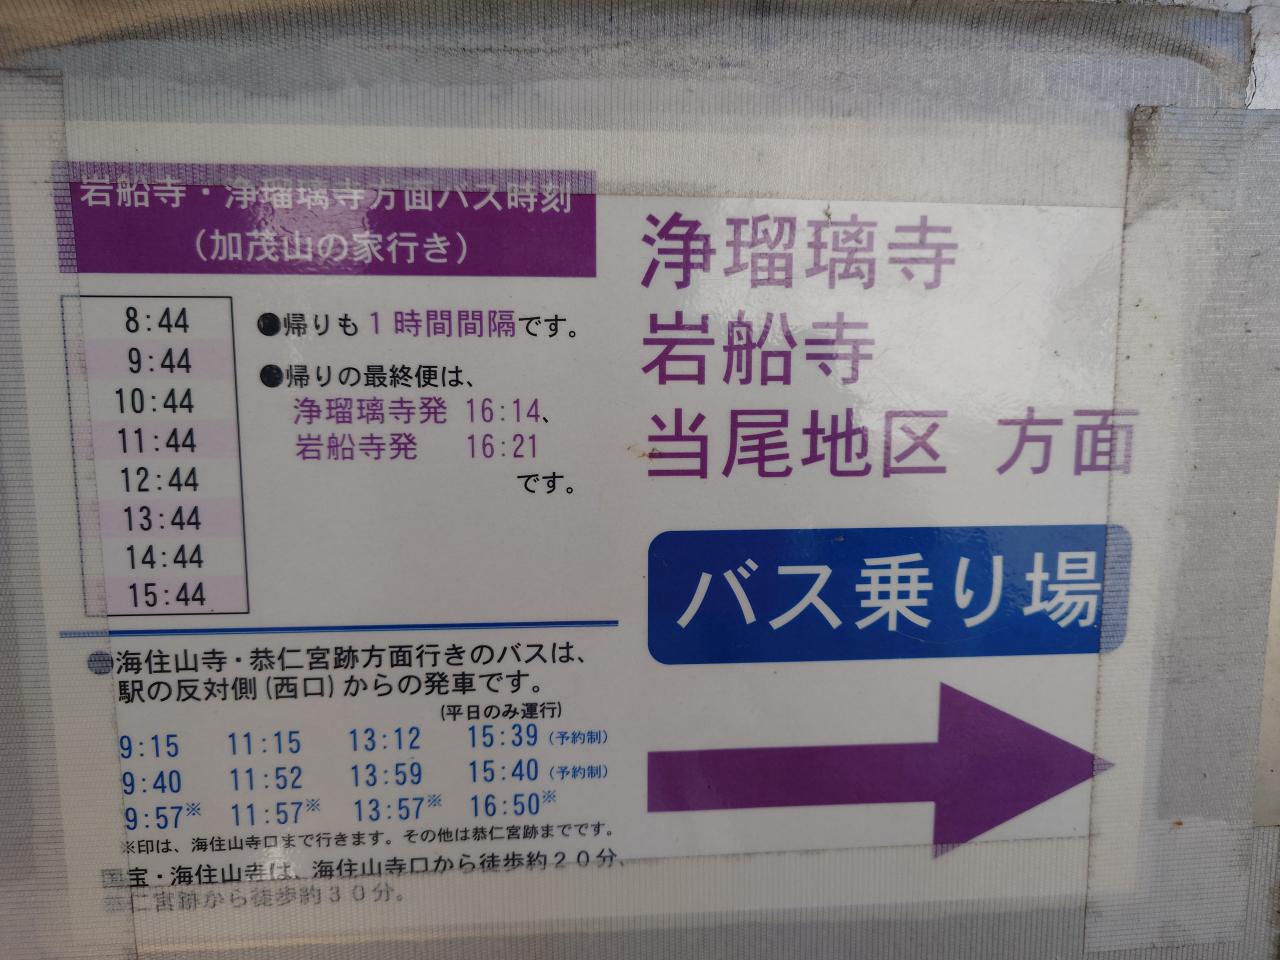 岩船寺・浄瑠璃寺方面バス時刻
（加茂山の家行き）
8:44
9:44
10:44
11:44
12:44
13:44
14:44
15:44
●帰りも１時間間隔です。
●帰りの最終便は、
浄瑠璃寺発 16:14、
岩船寺発 16:21
です。
浄瑠璃寺
岩船寺
当尾地区 方面
バス乗り場
●海住山寺・恭仁宮跡方面行きのバスは、
駅の反対側(西口)からの発車です。
(平日のみ運行)
9:15 11:15 13:12 15:39(予約制)
9:40 11:52 13:59 15:40(予約制)
9:57※ 11:57※ 13:57※ 16:50※
※印は、海住山寺口まで行きます。その他は恭仁宮跡までです。
国宝・海住山寺は、海住山寺口から徒歩約２０分、
恭仁宮跡から徒歩約３０分。